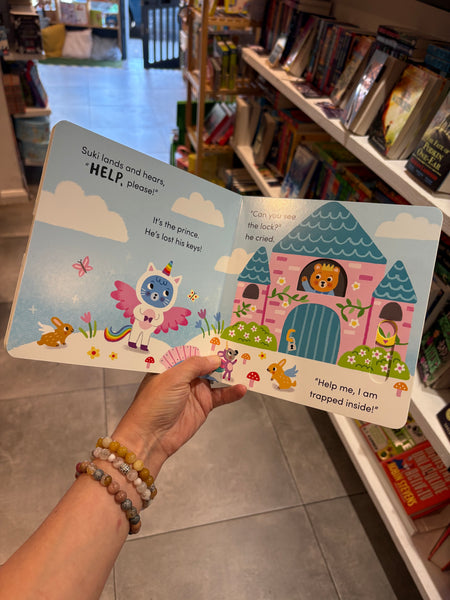 Suki lands and hears,
"HELP, please!"
It's the prince.
He's lost his keys!
"Can you see
the lock?"
he cried.
"Help me, I am
trapped inside!"